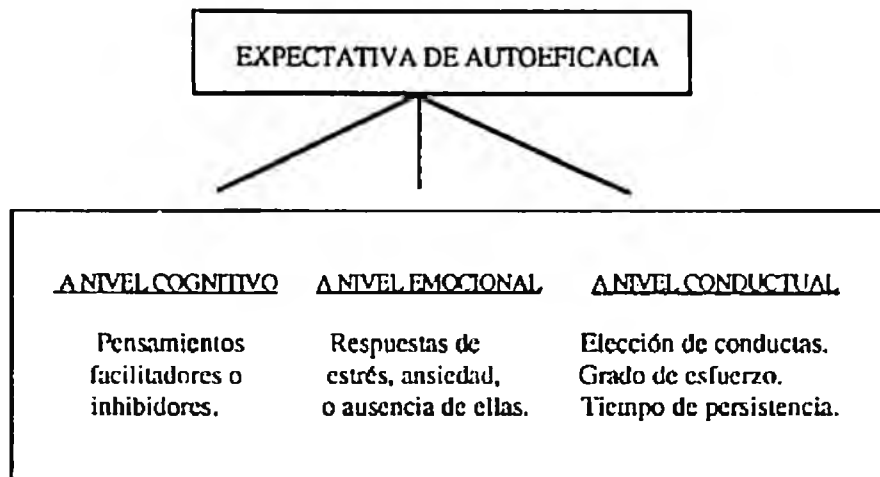 EXPECTATIVA DE AUTOEFICACIA
A NIVEL COGNITIVO
Pensamientos
facilitadores o
inhibidores.
A NIVEL EMOCIONAL
Respuestas de
estrés, ansiedad,
o ausencia de ellas.
A NIVEL CONDUCTUAL
Elección de conductas.
Grado de esfuerzo.
Tiempo de persistencia.